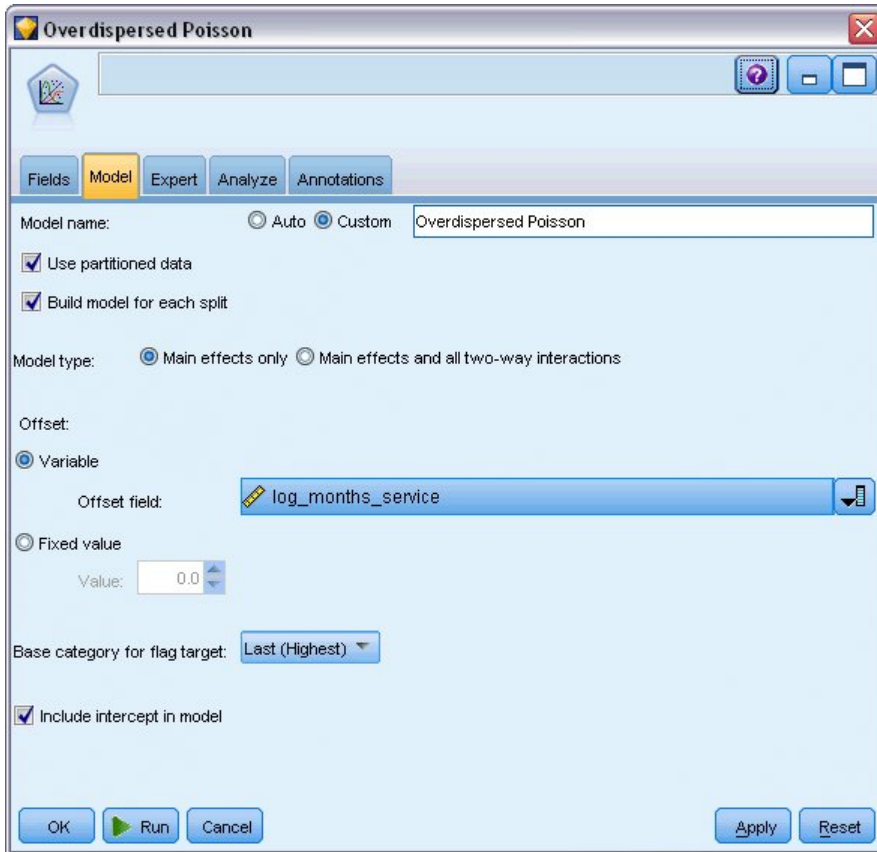 Overdispersed Poisson
Fields Model Expert Analyze Annotations
Model name: Auto Custom Overdispersed Poisson
Use partitioned data
Build model for each split
Model type: Main effects only Main effects and all two-way interactions
Offset:
Variable
Offset field: log_months_service
Fixed value
Value: 0.0
Base category for flag target: Last (Highest)
Include intercept in model
OK Run Cancel Apply Reset